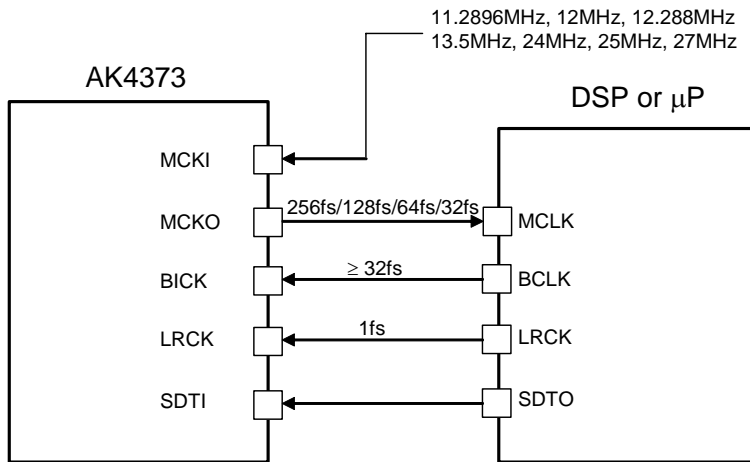 11.2896MHz, 12MHz, 12.288MHz
13.5MHz, 24MHz, 25MHz, 27MHz
AK4373
DSP or μP
MCKI
MCKO
256fs/128fs/64fs/32fs
MCLK
BICK
≥ 32fs
BCLK
LRCK
1fs
LRCK
SDTI
SDTO